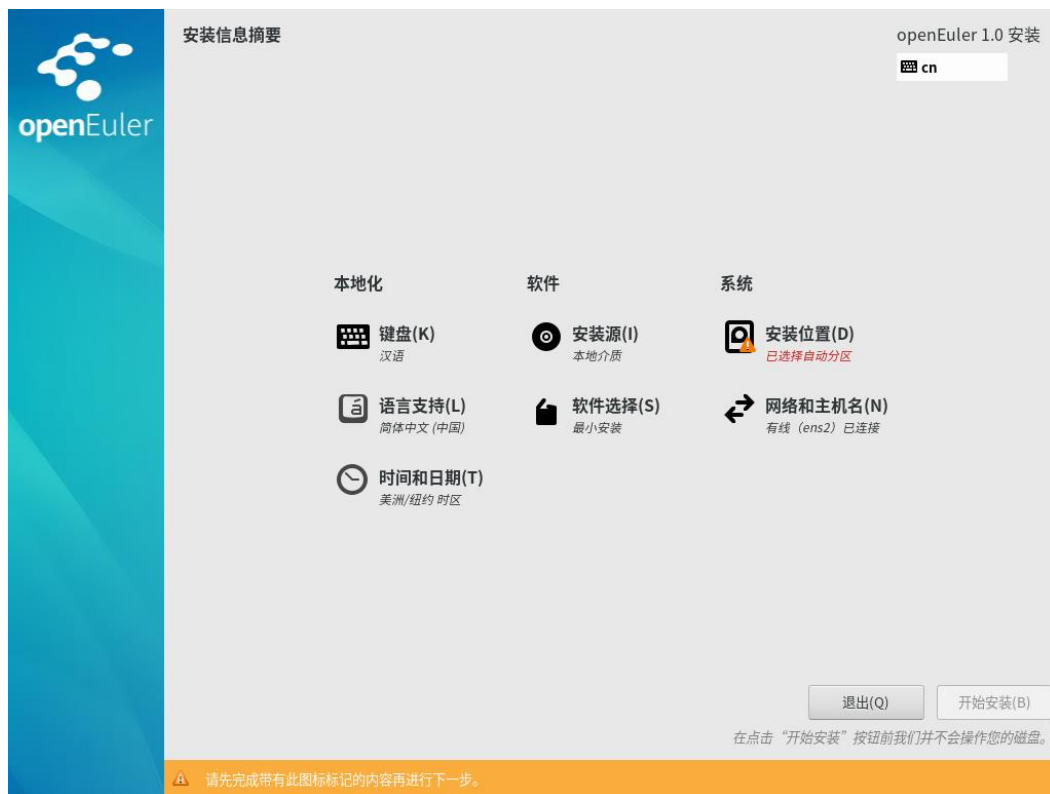 openEuler
安装信息摘要
openEuler 1.0 安装
cn
本地化
软件
系统
键盘(K)
汉语
安装源(I)
本地介质
安装位置(D)
已选择自动分区
语言支持(L)
简体中文 (中国)
软件选择(S)
最小安装
网络和主机名(N)
有线（ens2）已连接
时间和日期(T)
美洲/纽约 时区
退出(Q)
开始安装(B)
在点击“开始安装”按钮前我们并不会操作您的磁盘。
请先完成带有此图标标记的内容再进行下一步。